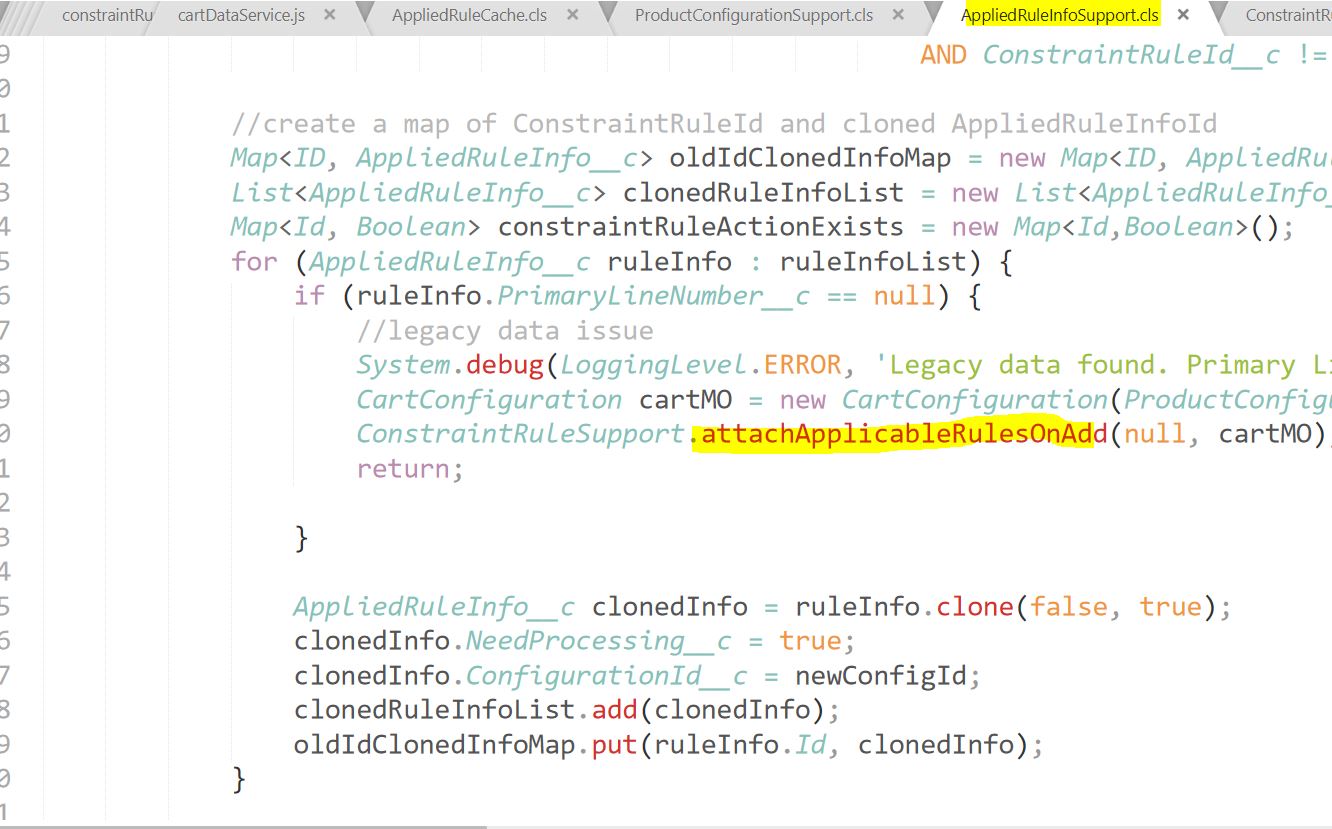 constraintRu cartDataService.js × AppliedRuleCache.cls × ProductConfigurationSupport.cls × AppliedRuleInfoSupport.cls × ConstraintR
9 AND ConstraintRuleId__c !=
0
1 //create a map of ConstraintRuleId and cloned AppliedRuleInfoId
2 Map<ID, AppliedRuleInfo__c> oldIdClonedInfoMap = new Map<ID, AppliedRu
3 List<AppliedRuleInfo__c> clonedRuleInfoList = new List<AppliedRuleInfo_
4 Map<Id, Boolean> constraintRuleActionExists = new Map<Id,Boolean>();
5 for (AppliedRuleInfo__c ruleInfo : ruleInfoList) {
6 if (ruleInfo.PrimaryLineNumber__c == null) {
7 //legacy data issue
8 System.debug(LoggingLevel.ERROR, 'Legacy data found. Primary Li
9 CartConfiguration cartMO = new CartConfiguration(ProductConfigu
0 ConstraintRuleSupport.attachApplicableRulesOnAdd(null, cartMO)
1 return;
2
3 }
4
5 AppliedRuleInfo__c clonedInfo = ruleInfo.clone(false, true);
6 clonedInfo.NeedProcessing__c = true;
7 clonedInfo.ConfigurationId__c = newConfigId;
8 clonedRuleInfoList.add(clonedInfo);
9 oldIdClonedInfoMap.put(ruleInfo.Id, clonedInfo);
0 }
1